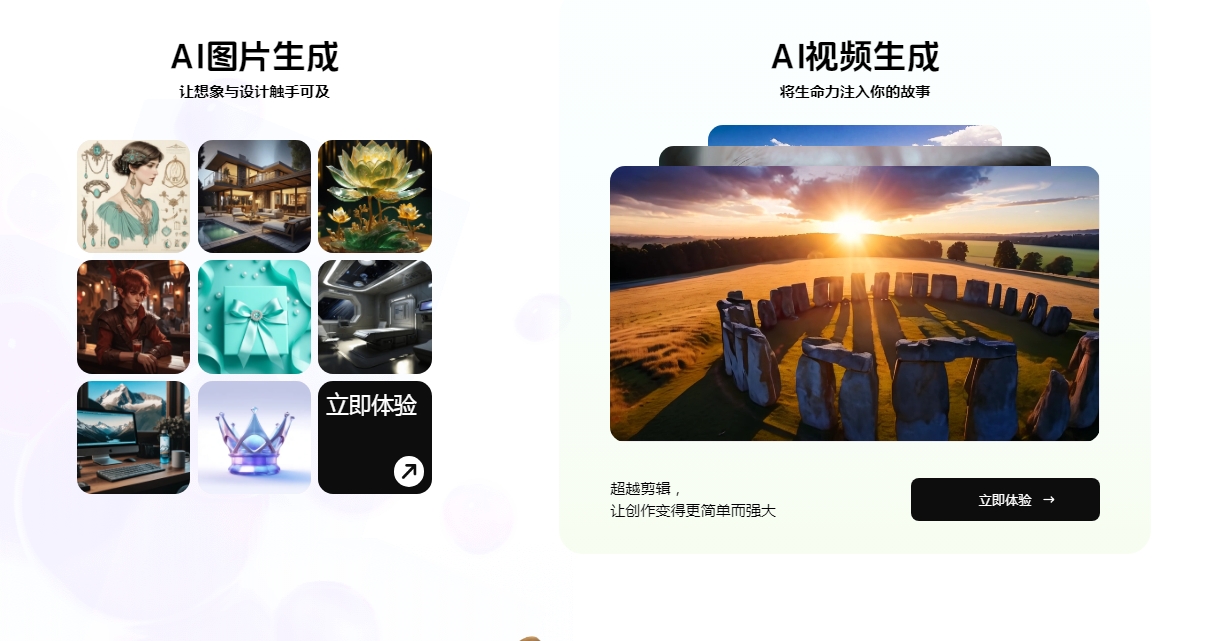 AI图片生成
让想象与设计触手可及
立即体验
AI视频生成
将生命力注入你的故事
超越剪辑，
让创作变得更简单而强大
立即体验 →